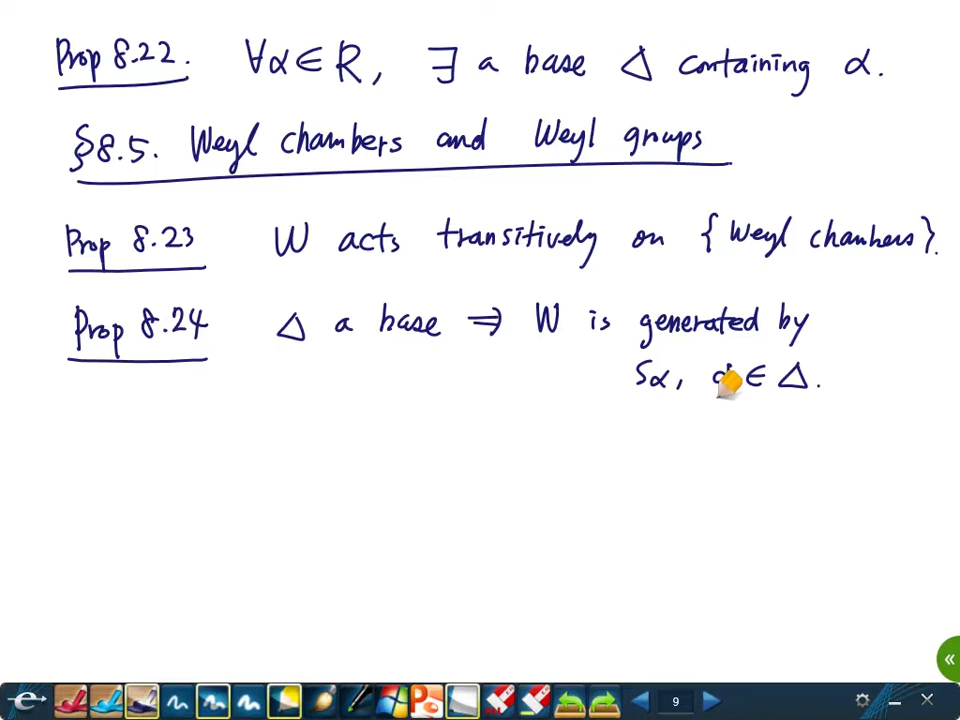 Prop 8.22. ∀α∈R, ∃ a base Δ containing α.
§8.5. Weyl chambers and Weyl groups
Prop 8.23 W acts transitively on {Weyl chambers}.
Prop 8.24 Δ a base ⇒ W is generated by
Sα, α∈ Δ.
9